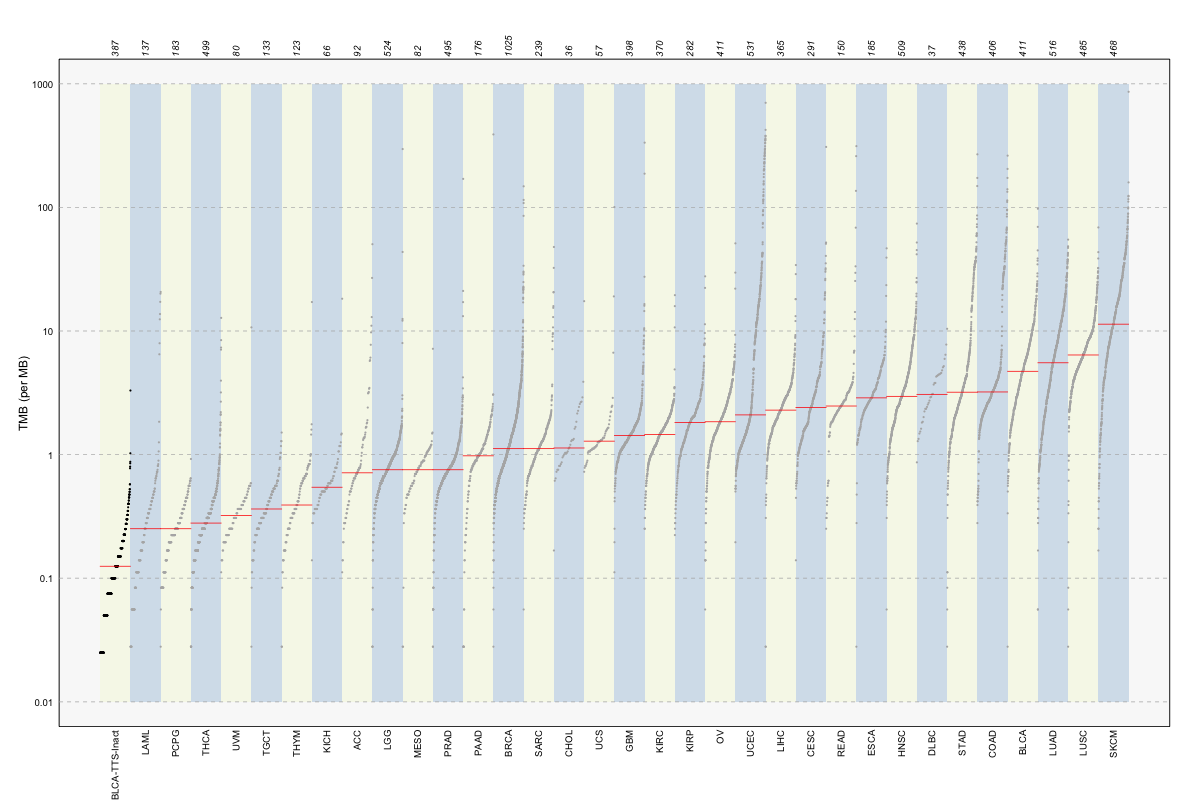 387 137 183 499 80 133 123 66 92 524 82 495 176 1025 239 36 57 398 370 282 411 531 365 291 150 185 509 37 438 406 411 516 485 468
1000
100
10
1
0.1
0.01
TMB (per MB)
BLCA-TTS-Inact LAML PCPG THCA UVM TGCT THYM KICH ACC LGG MESO PRAD PAAD BRCA SARC CHOL UCS GBM KIRC KIRP OV UCEC LIHC CESC READ ESCA HNSC DLBC STAD COAD BLCA LUAD LUSC SKCM